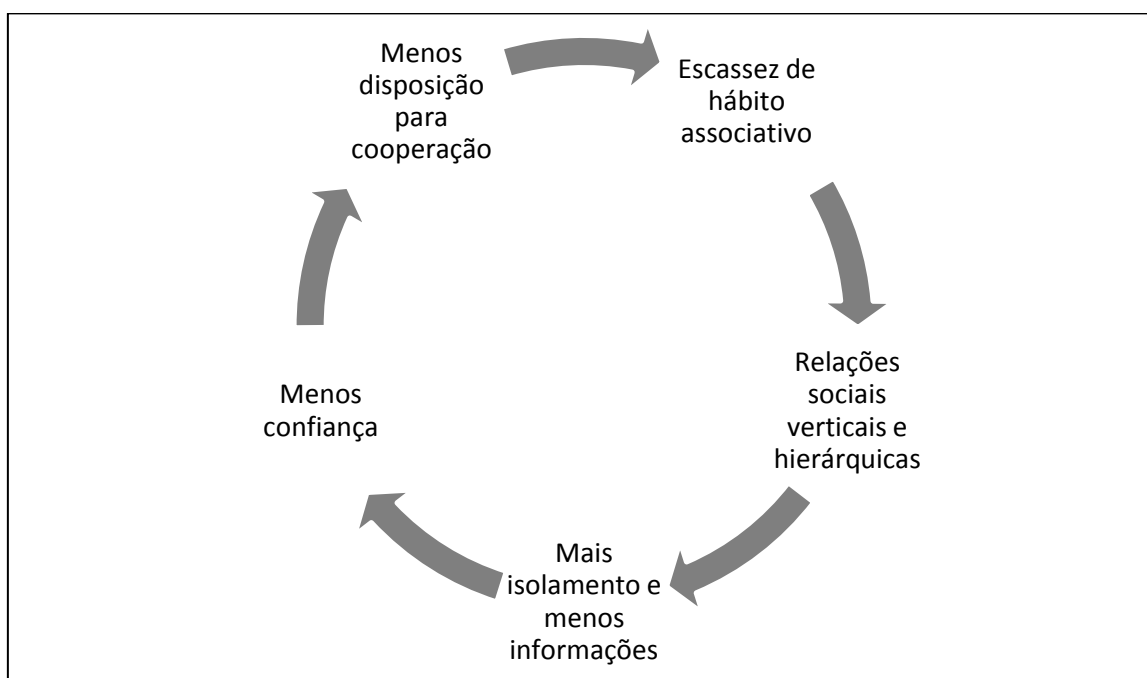 Menos
disposição
para
cooperação
Escassez de
hábito
associativo
Relações
sociais
verticais e
hierárquicas
Mais
isolamento e
menos
informações
Menos
confiança